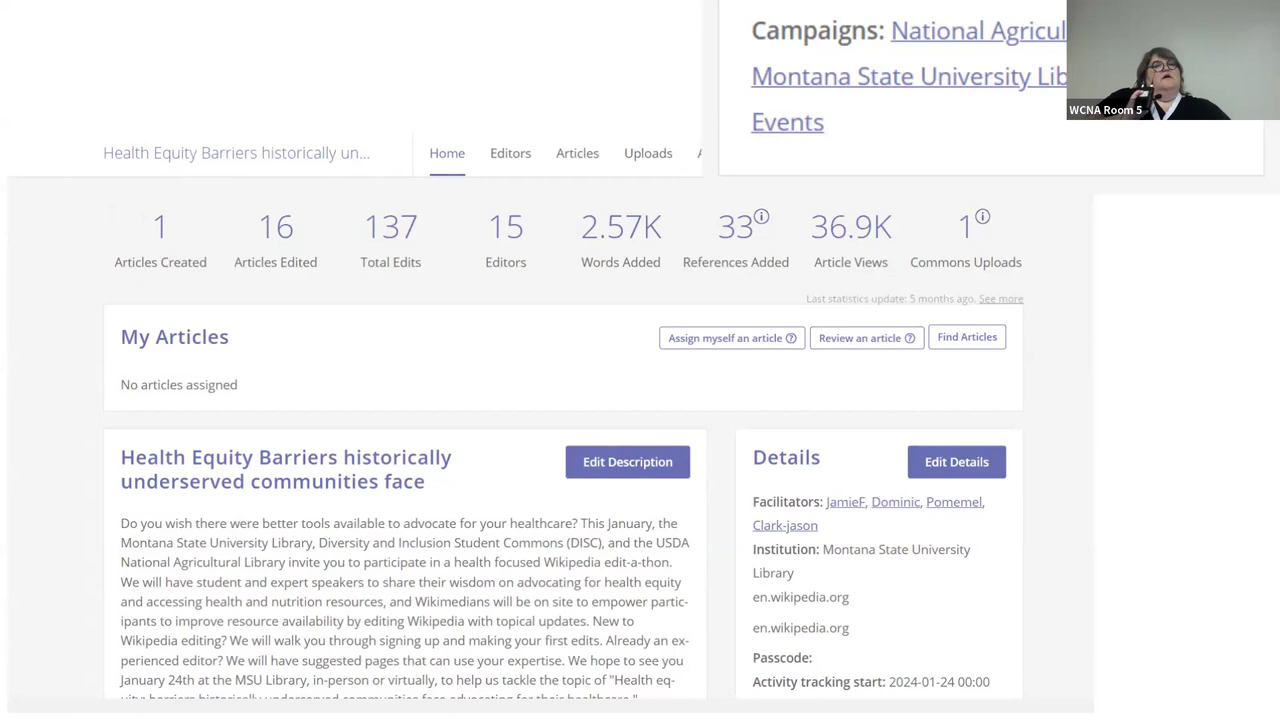 Campaigns: National Agricul
Montana State University Lib
Events
WCNA Room 5
Health Equity Barriers historically un...
Home Editors Articles Uploads
1 16 137 15 2.57K 33 36.9K 1
Articles Created Articles Edited Total Edits Editors Words Added References Added Article Views Commons Uploads
Last statistics update: 5 months ago. See more
My Articles
Assign myself an article Review an article Find Articles
No articles assigned
Health Equity Barriers historically
underserved communities face
Edit Description
Do you wish there were better tools available to advocate for your healthcare? This January, the
Montana State University Library, Diversity and Inclusion Student Commons (DISC), and the USDA
National Agricultural Library invite you to participate in a health focused Wikipedia edit-a-thon.
We will have student and expert speakers to share their wisdom on advocating for health equity
and accessing health and nutrition resources, and Wikimedians will be on site to empower partic-
ipants to improve resource availability by editing Wikipedia with topical updates. New to
Wikipedia editing? We will walk you through signing up and making your first edits. Already an ex-
perienced editor? We will have suggested pages that can use your expertise. We hope to see you
January 24th at the MSU Library, in-person or virtually, to help us tackle the topic of "Health eq-
uity: barriers historically underserved communities face advocating for their healthcare."
Details
Edit Details
Facilitators: JamieF, Dominic, Pomemel,
Clark-jason
Institution: Montana State University
Library
en.wikipedia.org
en.wikipedia.org
Passcode:
Activity tracking start: 2024-01-24 00:00